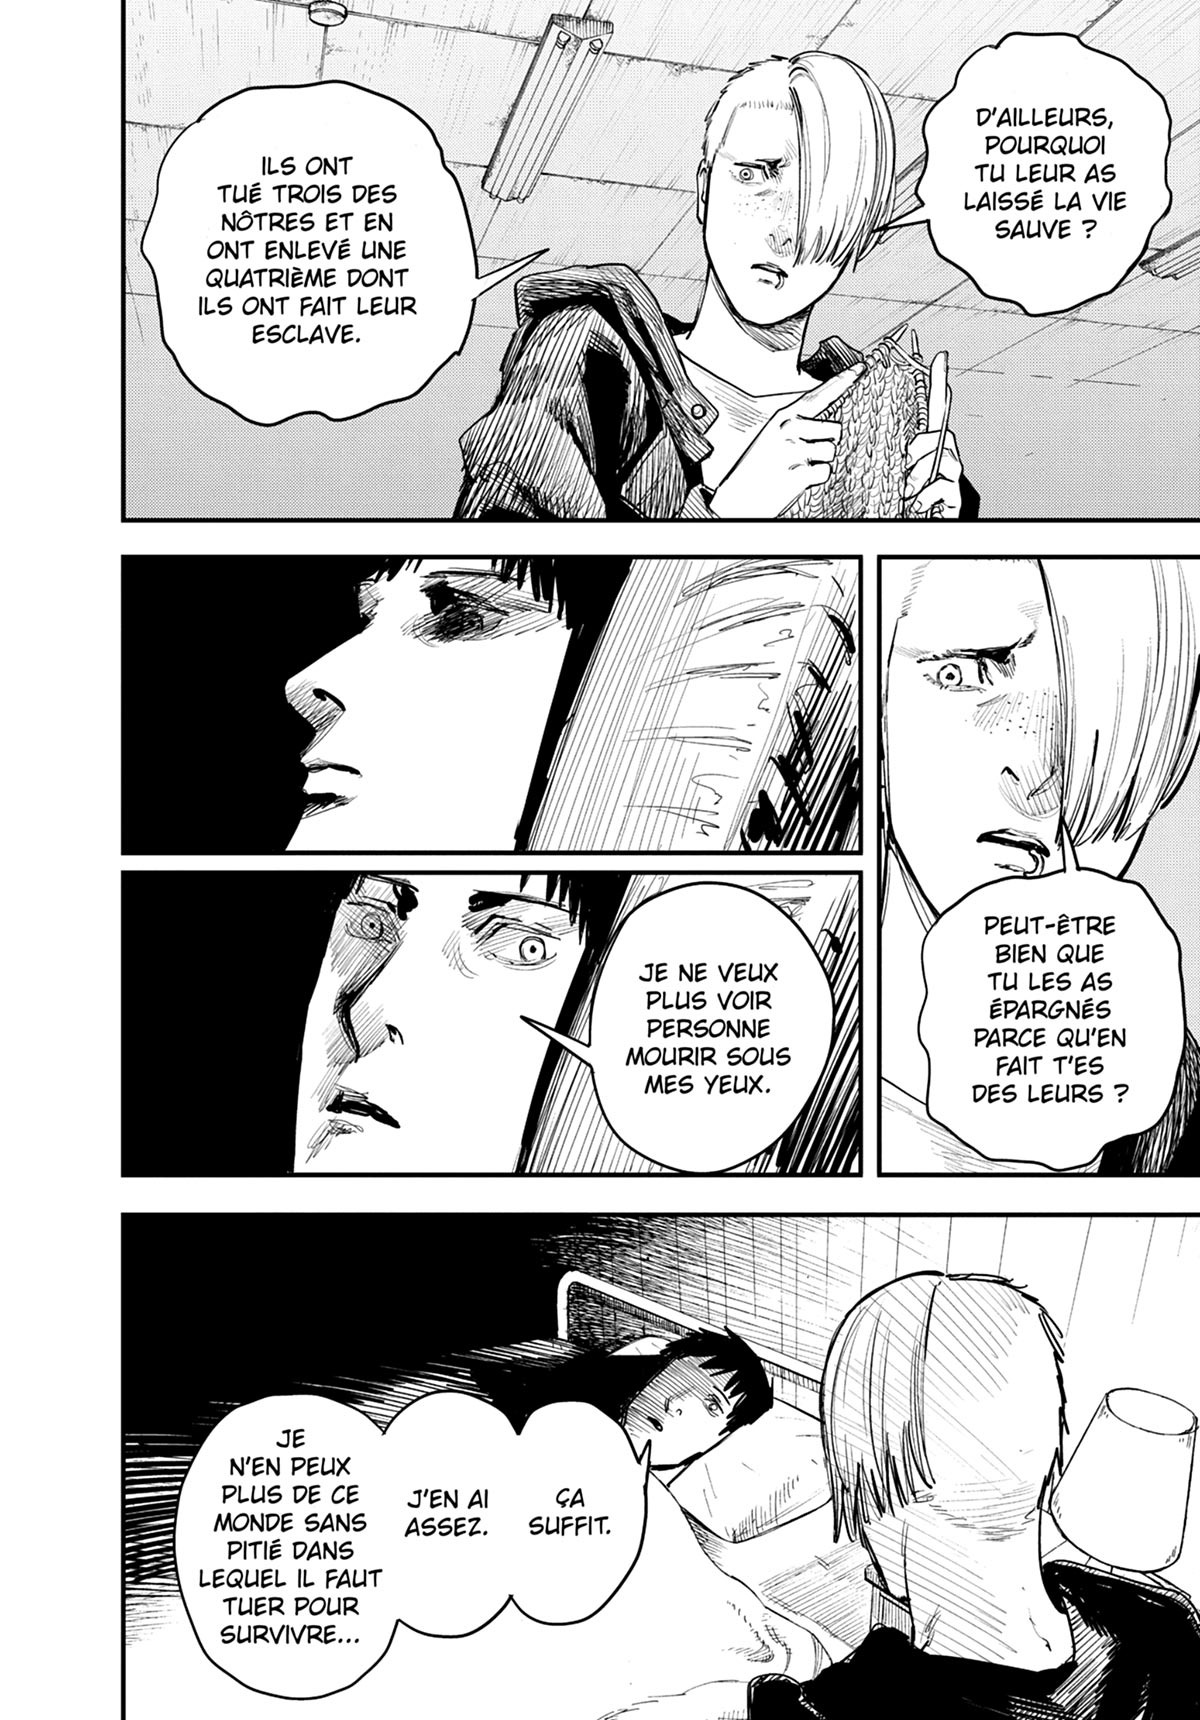 D'AILLEURS,
POURQUOI
TU LEUR AS
LAISSÉ LA VIE
SAUVE ?
ILS ONT
TUÉ TROIS DES
NÔTRES ET EN
ONT ENLEVÉ UNE
QUATRIÈME DONT
ILS ONT FAIT LEUR
ESCLAVE.
PEUT-ÊTRE
BIEN QUE
TU LES AS
ÉPARGNÉS
PARCE QU'EN
FAIT T'ES
DES LEURS ?
JE NE VEUX
PLUS VOIR
PERSONNE
MOURIR SOUS
MES YEUX.
ÇA
SUFFIT.
J'EN AI
ASSEZ.
JE
N'EN PEUX
PLUS DE CE
MONDE SANS
PITIÉ DANS
LEQUEL IL FAUT
TUER POUR
SURVIVRE...